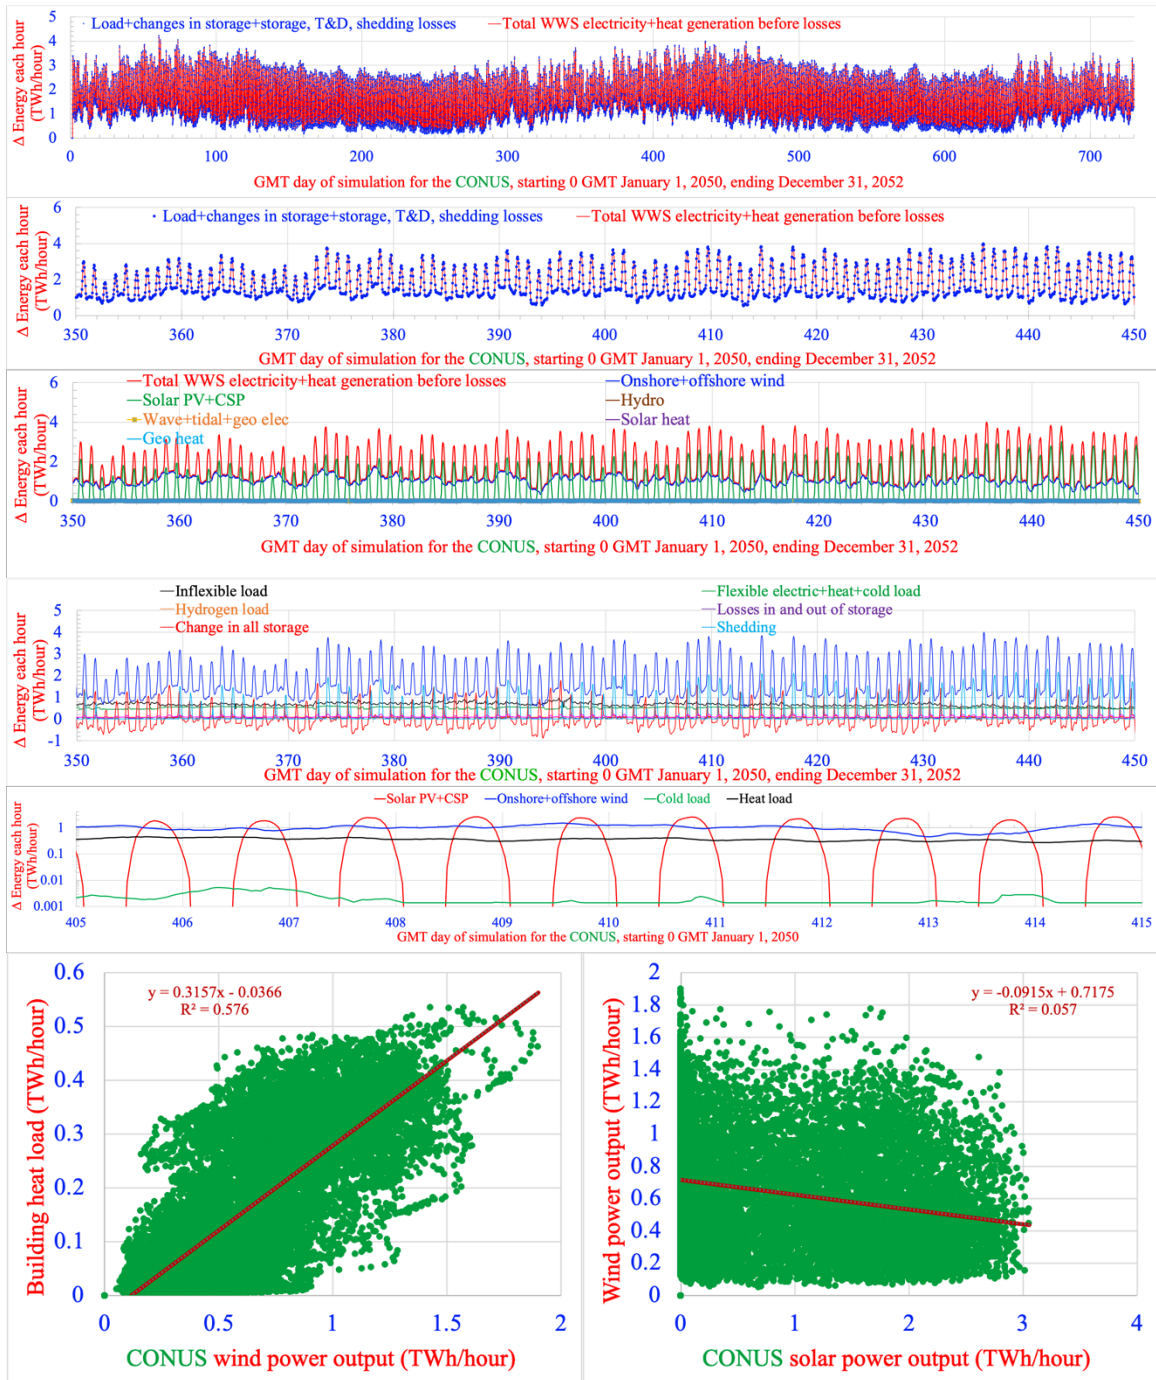 Load+changes in storage+storage, T&D, shedding losses Total WWS electricity+heat generation before losses
Δ Energy each hour
(TWh/hour)
5
4
3
2
1
0
0 100 200 300 400 500 600 700
GMT day of simulation for the CONUS, starting 0 GMT January 1, 2050, ending December 31, 2052
Load+changes in storage+storage, T&D, shedding losses Total WWS electricity+heat generation before losses
Δ Energy each hour
(TWh/hour)
6
4
2
0
350 360 370 380 390 400 410 420 430 440 450
GMT day of simulation for the CONUS, starting 0 GMT January 1, 2050, ending December 31, 2052
Total WWS electricity+heat generation before losses Onshore+offshore wind
Solar PV+CSP Hydro
Wave+tidal+geo elec Solar heat
Geo heat
Δ Energy each hour
(TWh/hour)
6
4
2
0
350 360 370 380 390 400 410 420 430 440 450
GMT day of simulation for the CONUS, starting 0 GMT January 1, 2050, ending December 31, 2052
Inflexible load Flexible electric+heat+cold load
Hydrogen load Losses in and out of storage
Change in all storage Shedding
Δ Energy each hour
(TWh/hour)
5
4
3
2
1
0
-1
350 360 370 380 390 400 410 420 430 440 450
GMT day of simulation for the CONUS, starting 0 GMT January 1, 2050, ending December 31, 2052
Solar PV+CSP Onshore+offshore wind Cold load Heat load
Δ Energy each hour
(TWh/hour)
1
0.1
0.01
0.001
405 406 407 408 409 410 411 412 413 414 415
GMT day of simulation for the CONUS, starting 0 GMT January 1, 2050
Building heat load (TWh/hour)
0.6
0.5
0.4
0.3
0.2
0.1
0
y = 0.3157x - 0.0366
R² = 0.576
0 0.5 1 1.5 2
CONUS wind power output (TWh/hour)
Wind power output (TWh/hour)
2
1.8
1.6
1.4
1.2
1
0.8
0.6
0.4
0.2
0
y = -0.0915x + 0.7175
R² = 0.057
0 1 2 3 4
CONUS solar power output (TWh/hour)